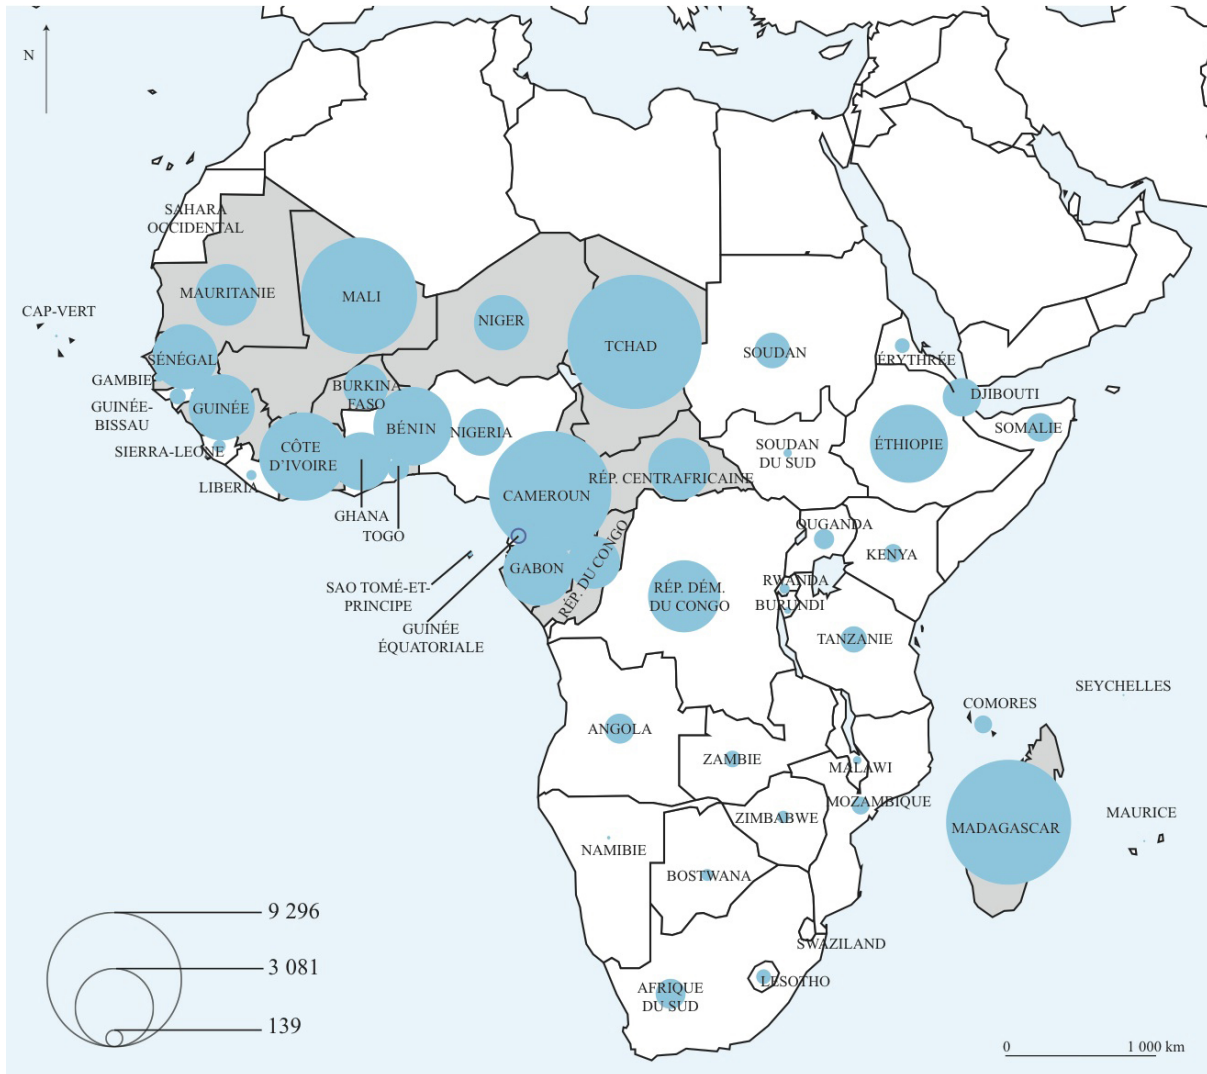 N
SAHARA
OCCIDENTAL
MAURITANIE
MALI
NIGER
TCHAD
SOUDAN
ÉRYTHRÉE
CAP-VERT
SÉNÉGAL
GAMBIE
GUINÉE-
BISSAU
GUINÉE
SIERRA-LEONE
LIBERIA
CÔTE
D'IVOIRE
BURKINA
FASO
BÉNIN
NIGERIA
GHANA
TOGO
DJIBOUTI
SOMALIE
ÉTHIOPIE
SOUDAN
DU SUD
RÉP. CENTRAFRICAINE
CAMEROUN
SAO TOMÉ-ET-
PRINCIPE
GUINÉE
ÉQUATORIALE
GABON
RÉP. DU CONGO
RÉP. DÉM.
DU CONGO
OUGANDA
KENYA
RWANDA
BURUNDI
TANZANIE
SEYCHELLES
COMORES
ANGOLA
ZAMBIE
MALAWI
MOZAMBIQUE
ZIMBABWE
MADAGASCAR
MAURICE
NAMIBIE
BOSTWANA
SWAZILAND
LESOTHO
AFRIQUE
DU SUD
9 296
3 081
139
0 1 000 km